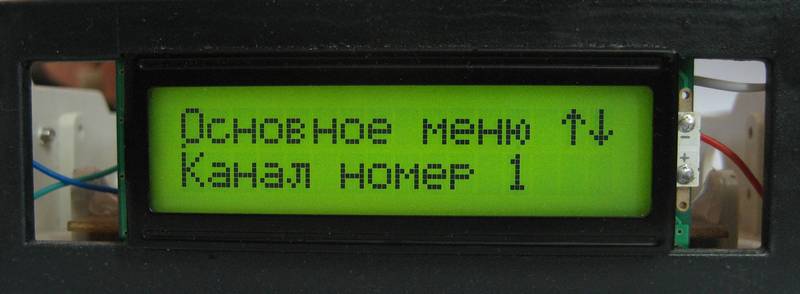 Основное меню ↑↓
Канал номер 1